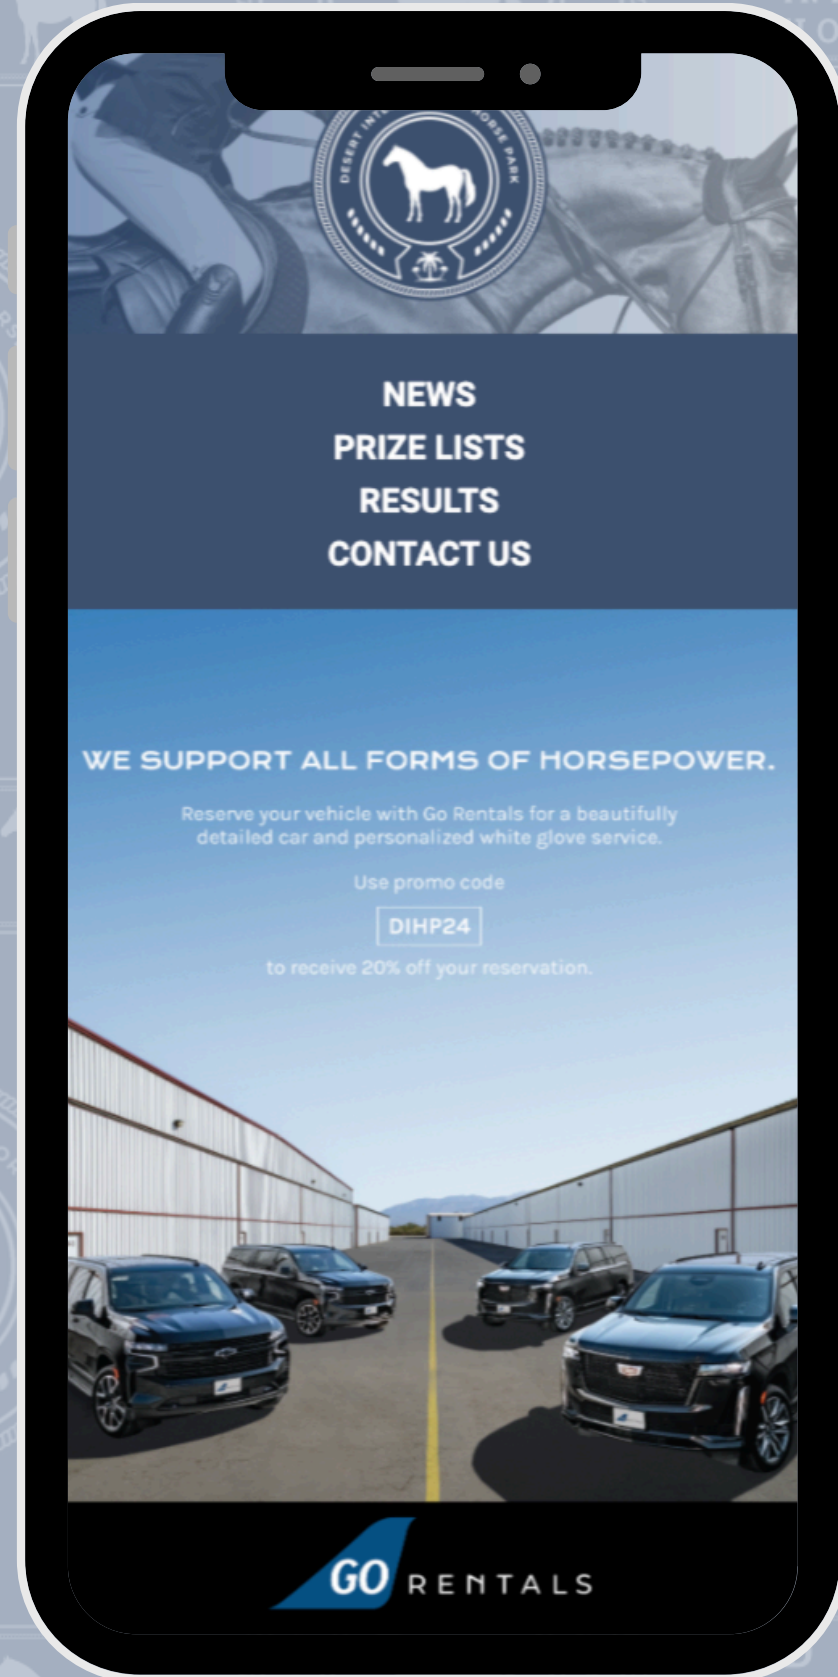 DESERT HORSE PARK
NEWS
PRIZE LISTS
RESULTS
CONTACT US
WE SUPPORT ALL FORMS OF HORSEPOWER.
Reserve your vehicle with Go Rentals for a beautifully
detailed car and personalized white glove service.
Use promo code
DIHP24
to receive 20% off your reservation.
GO RENTALS